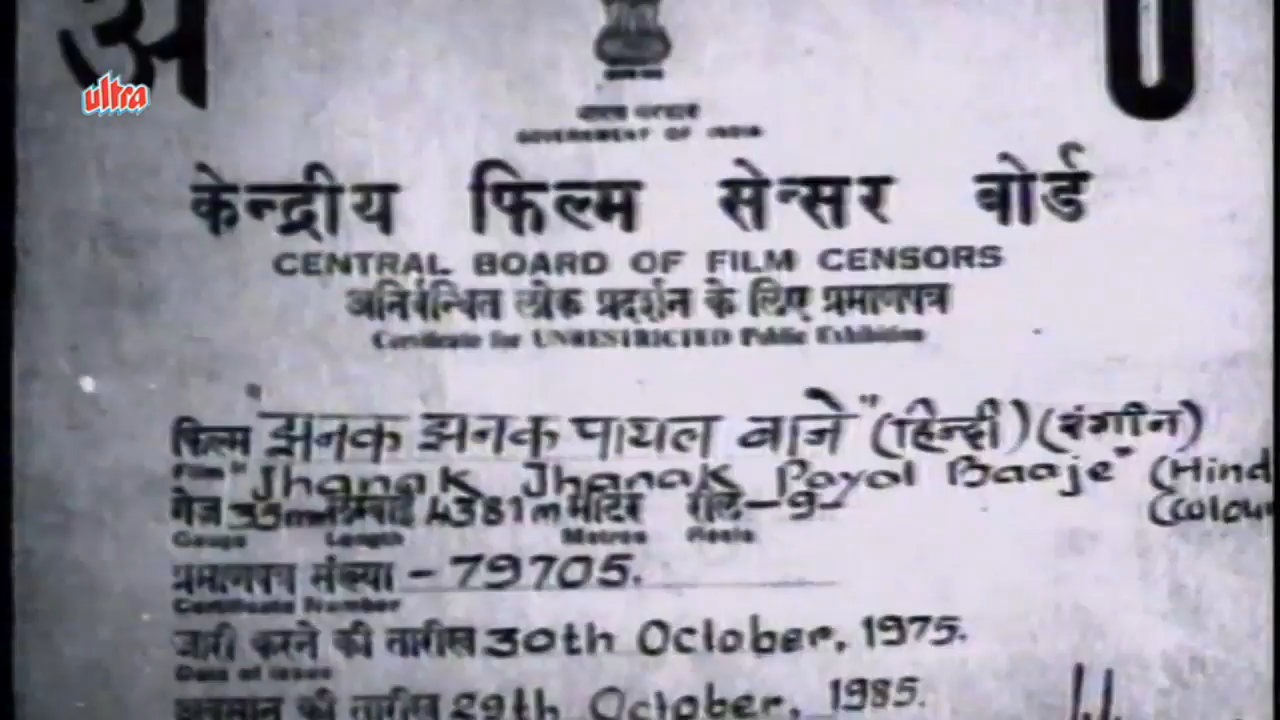 अ
U
ultra
भारत सरकार
GOVERNMENT OF INDIA
केन्द्रीय फिल्म सेन्सर बोर्ड
CENTRAL BOARD OF FILM CENSORS
अनिर्बन्धित लोक प्रदर्शन के लिए प्रमाणपत्र
Certificate for UNRESTRICTED Public Exhibition
फिल्म "झनक झनक पायल बाजे" (हिन्दी) (रंगीन)
Film "Jhanak Jhanak Payal Baaje" (Hind
गेज 35mm लम्बाई 4381m मीटर रीलें -9-
(Colou
Gauge Length Metres Reels
प्रमाणपत्र संख्या - 79705.
Certificate Number
जारी करने की तारीख 30th October, 1975.
Date of Issue
अवसान की तारीख 29th October, 1985.